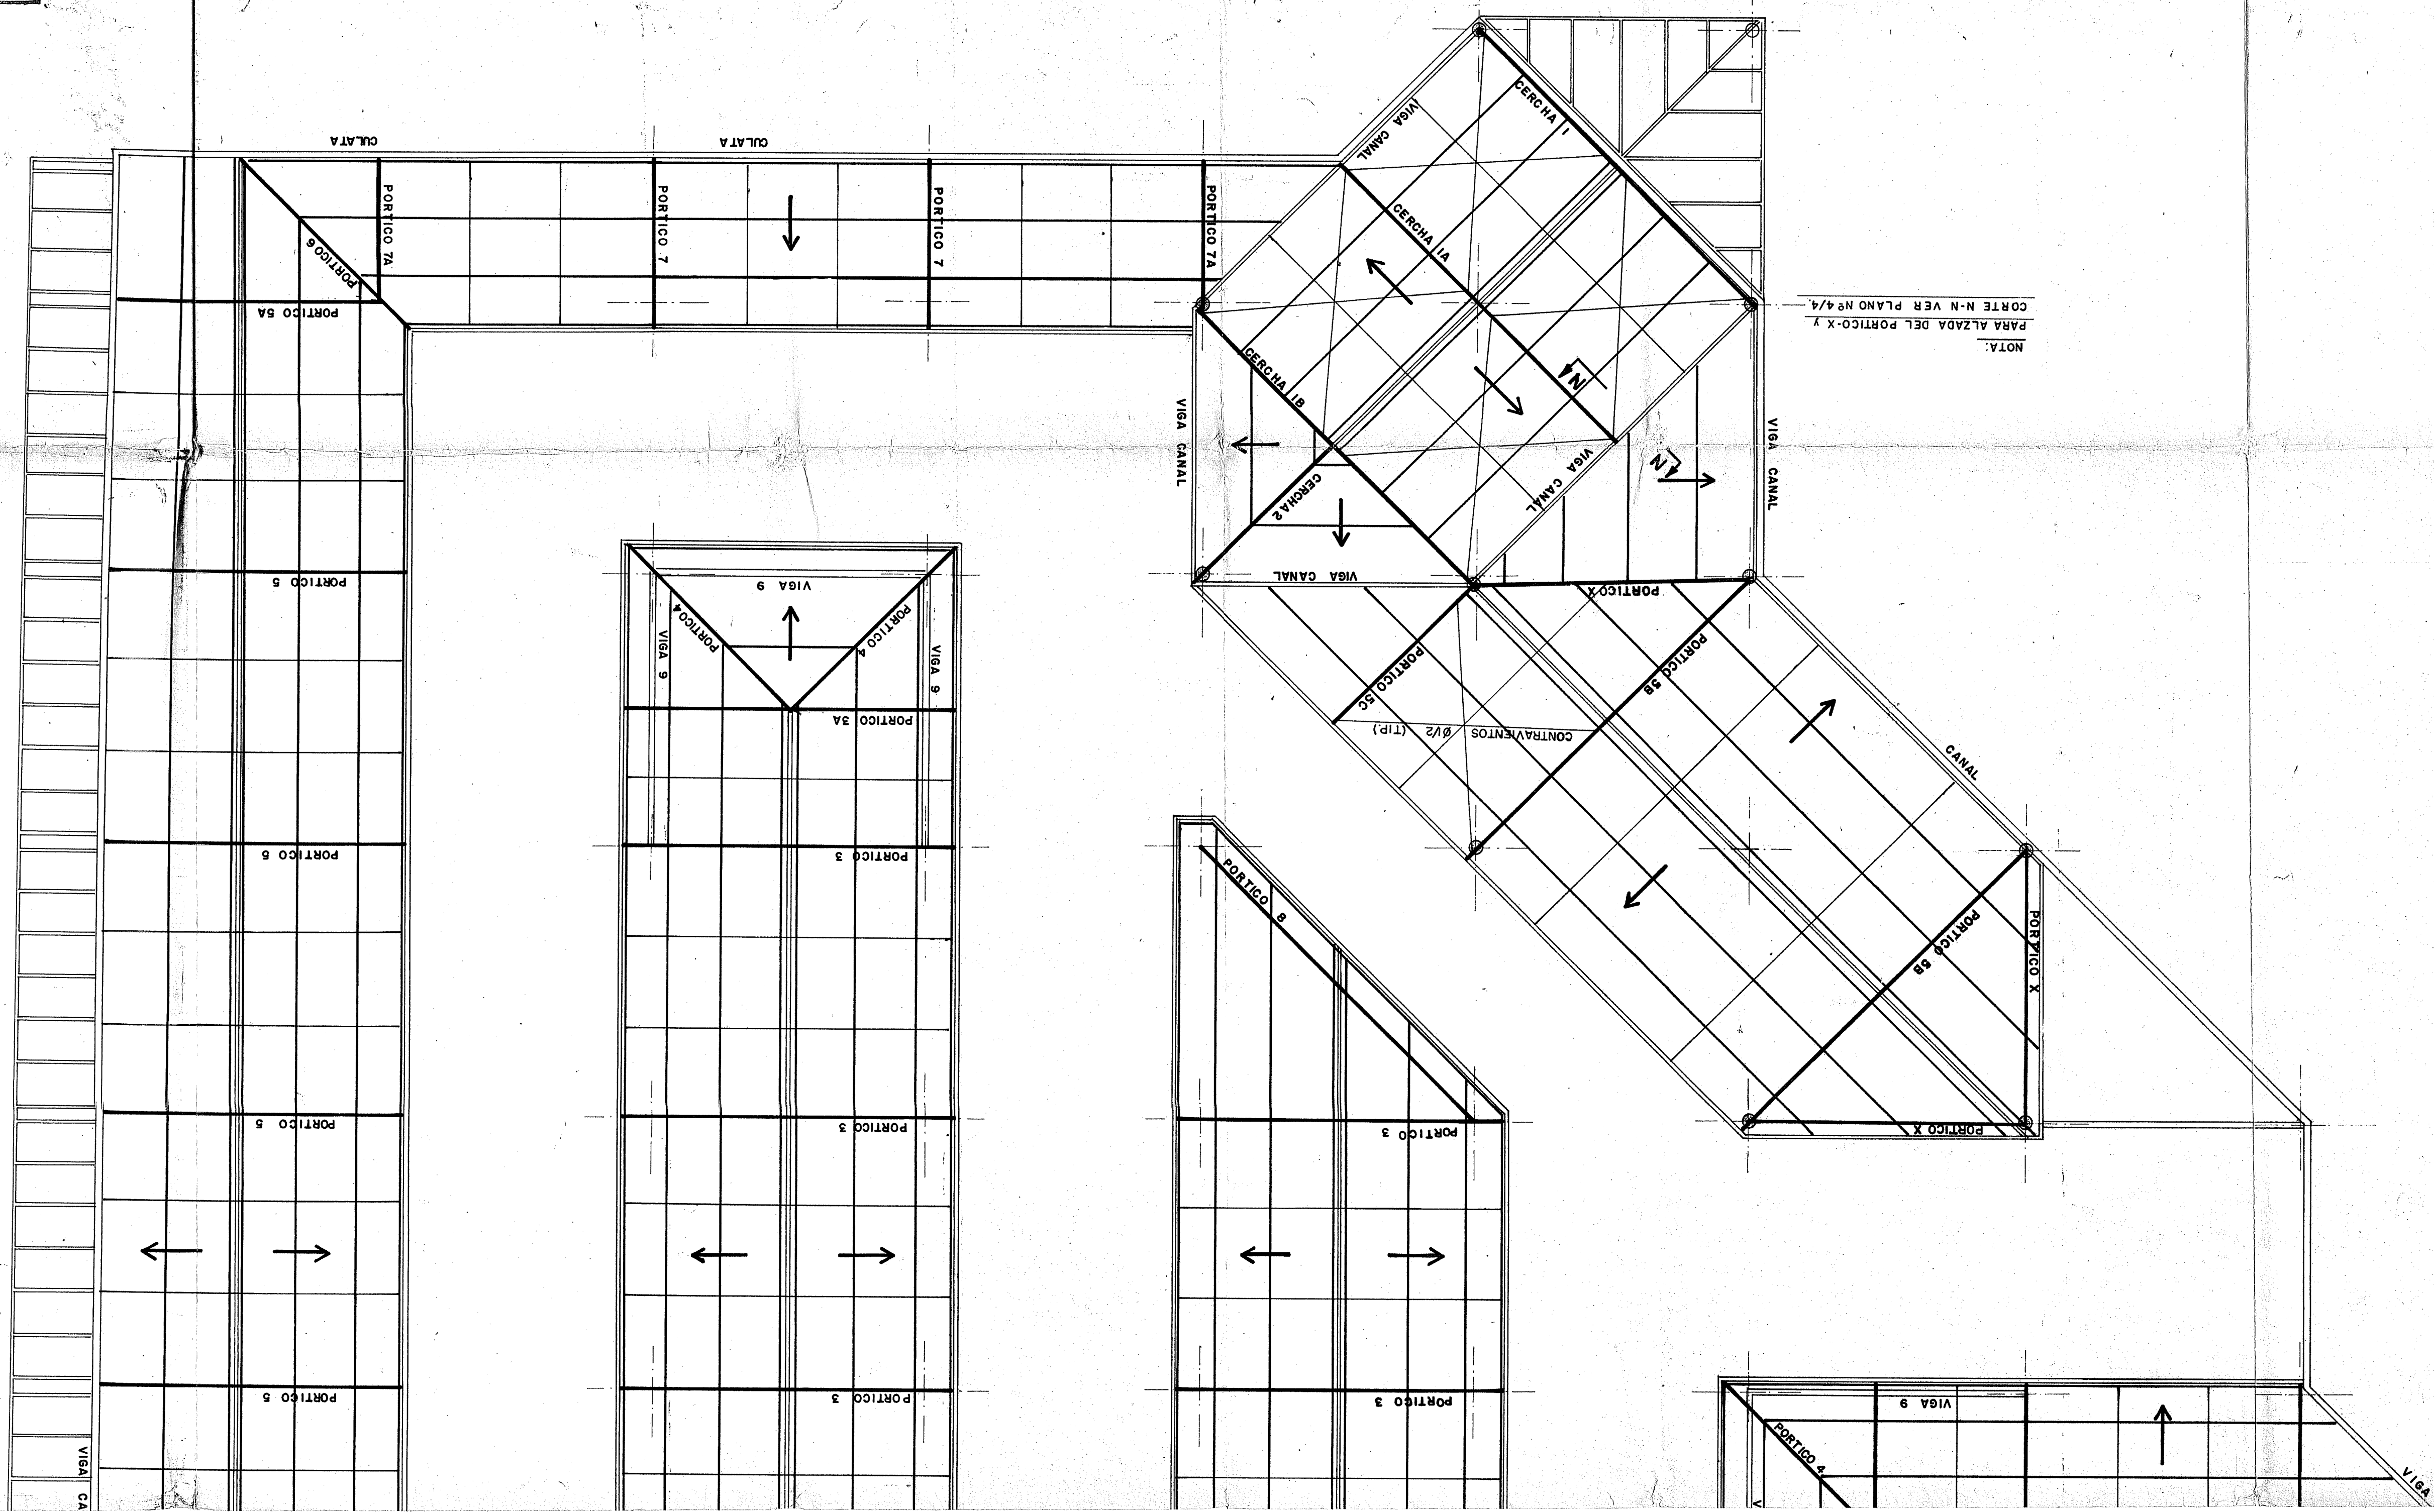 CULATA
CULATA
VIGA CANAL
CERCHA 1
PORTICO 7A
PORTICO 7
PORTICO 7
PORTICO 7A
CERCHA 1A
PORTICO 6
PORTICO 5A
NOTA:
PARA ALZADA DEL PORTICO-X y
CORTE N-N VER PLANO Nº 4/4.
CERCHA 1B
N
N
VIGA CANAL
VIGA CANAL
VIGA CANAL
CERCHA 2
VIGA CANAL
PORTICO X
PORTICO 5
VIGA 9
PORTICO 4
PORTICO 4
VIGA 9
VIGA 9
PORTICO 3A
PORTICO 5C
PORTICO 5B
CONTRAVIENTOS Ø1/2 (TIP.)
CANAL
PORTICO 5
PORTICO 3
PORTICO 8
PORTICO 5B
PORTICO X
PORTICO X
PORTICO 5
PORTICO 3
PORTICO 3
PORTICO 5
PORTICO 3
PORTICO 3
VIGA 9
PORTICO 4
VIGA CA
V
VIGA